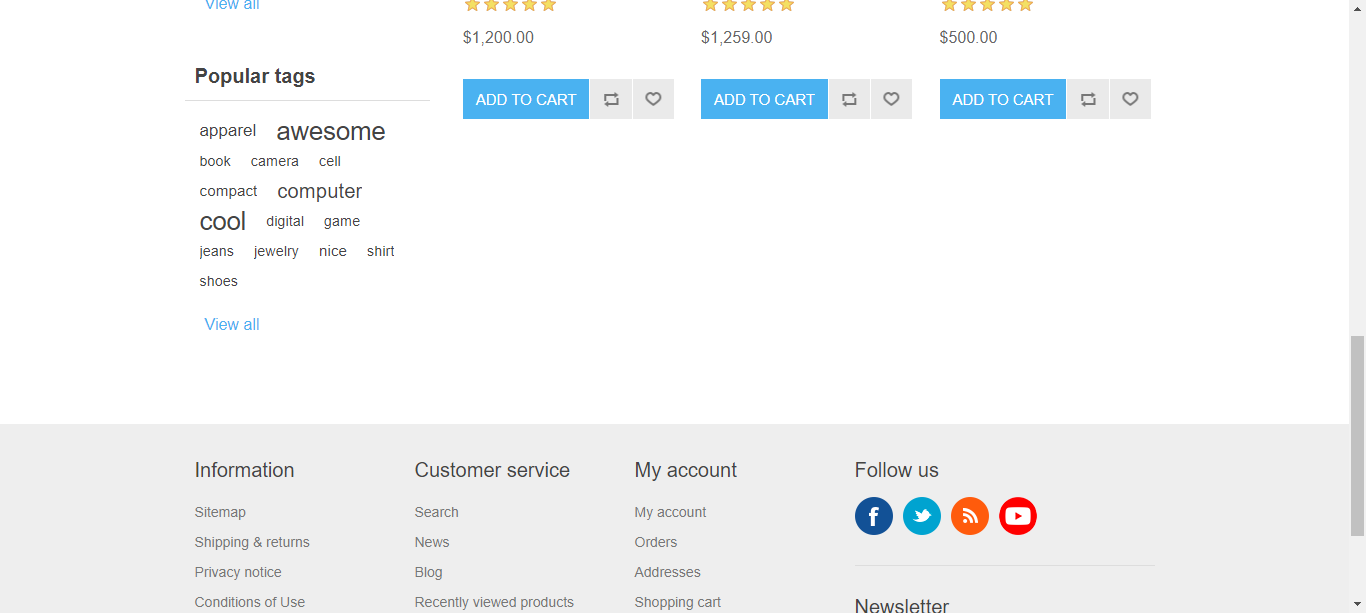 View all
$1,200.00 $1,259.00 $500.00
Popular tags
ADD TO CART ADD TO CART ADD TO CART
apparel awesome
book camera cell
compact computer
cool digital game
jeans jewelry nice shirt
shoes
View all
Information
Sitemap
Shipping & returns
Privacy notice
Conditions of Use
Customer service
Search
News
Blog
Recently viewed products
My account
My account
Orders
Addresses
Shopping cart
Follow us
Newsletter